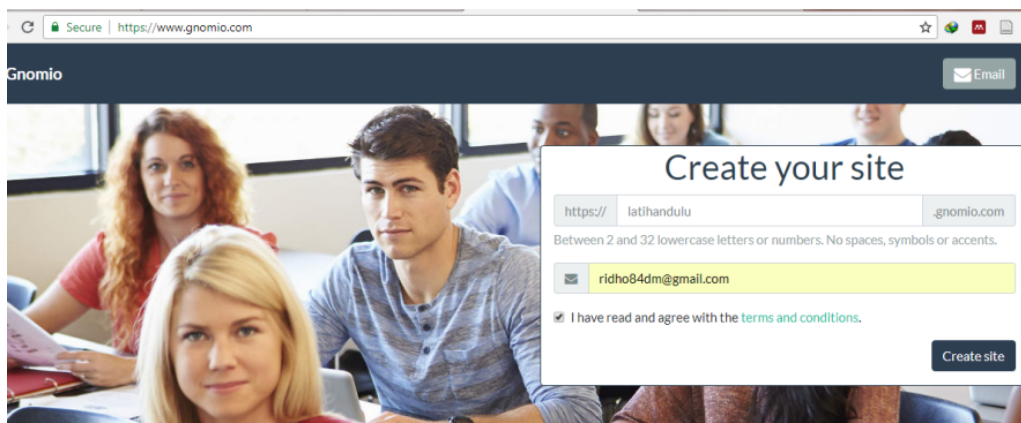 Secure | https://www.gnomio.com
Gnomio
Email
Create your site
https:// latihandulu .gnomio.com
Between 2 and 32 lowercase letters or numbers. No spaces, symbols or accents.
ridho84dm@gmail.com
I have read and agree with the terms and conditions.
Create site